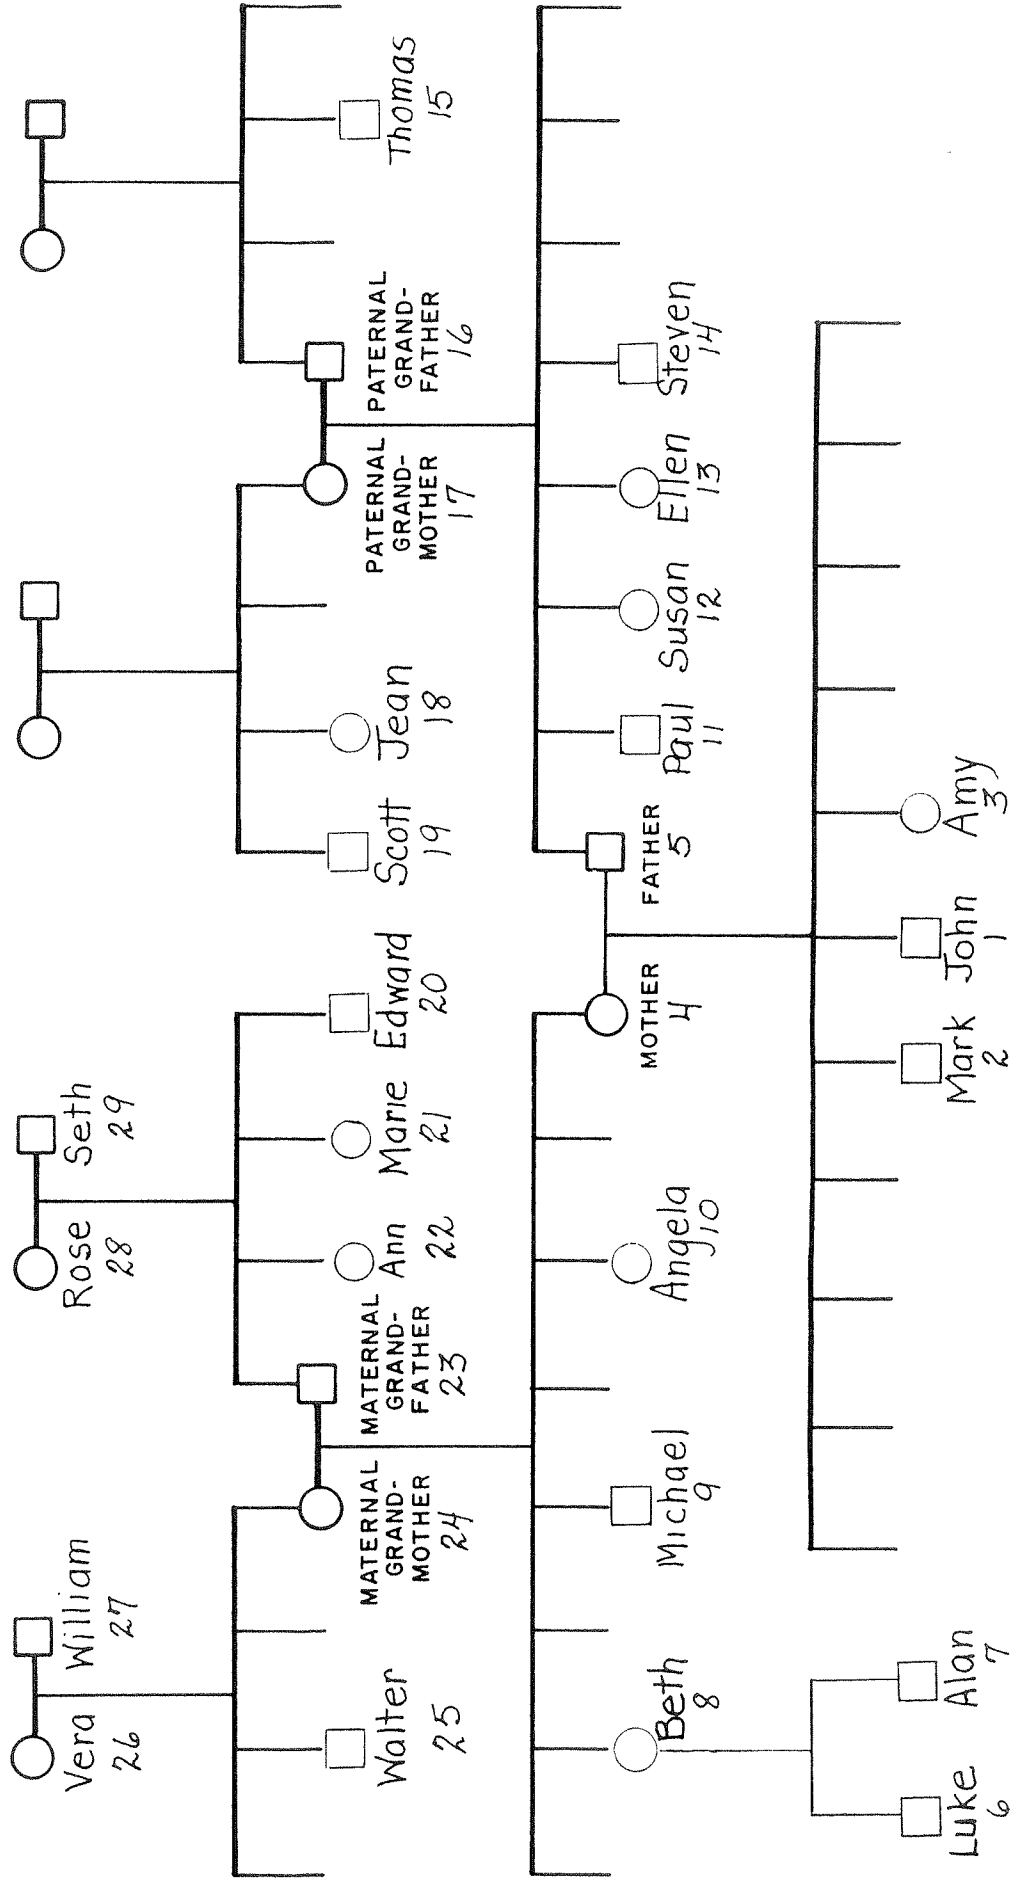 Vera
26
William
27
Rose
28
Seth
29
Walter
25
MATERNAL
GRAND-
MOTHER
24
MATERNAL
GRAND-
FATHER
23
Ann
22
Marie
21
Edward
20
Scott
19
Jean
18
PATERNAL
GRAND-
MOTHER
17
PATERNAL
GRAND-
FATHER
16
Thomas
15
Beth
8
Michael
9
Angela
10
MOTHER
4
FATHER
5
Paul
11
Susan
12
Ellen
13
Steven
14
Luke
6
Alan
7
Mark
2
John
1
Amy
3